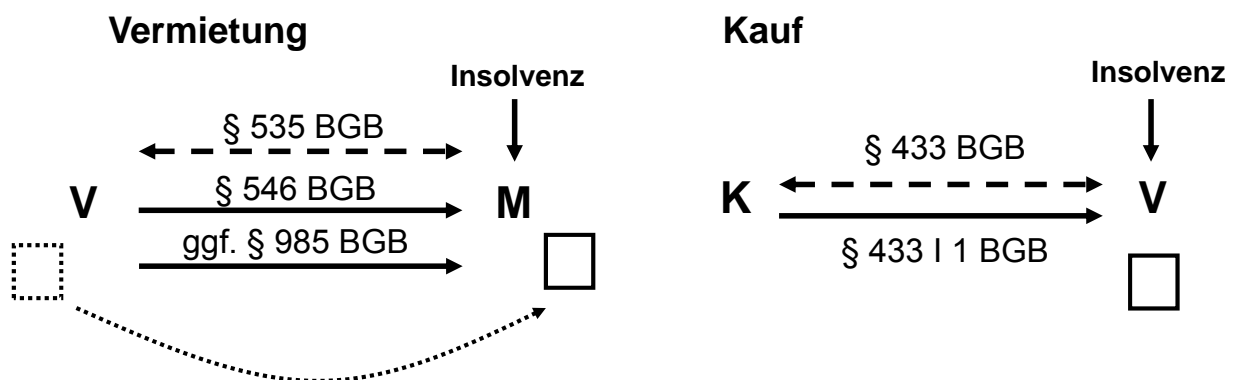 Vermietung
Insolvenz
§ 535 BGB
V
§ 546 BGB
M
ggf. § 985 BGB
Kauf
Insolvenz
§ 433 BGB
K
V
§ 433 I 1 BGB